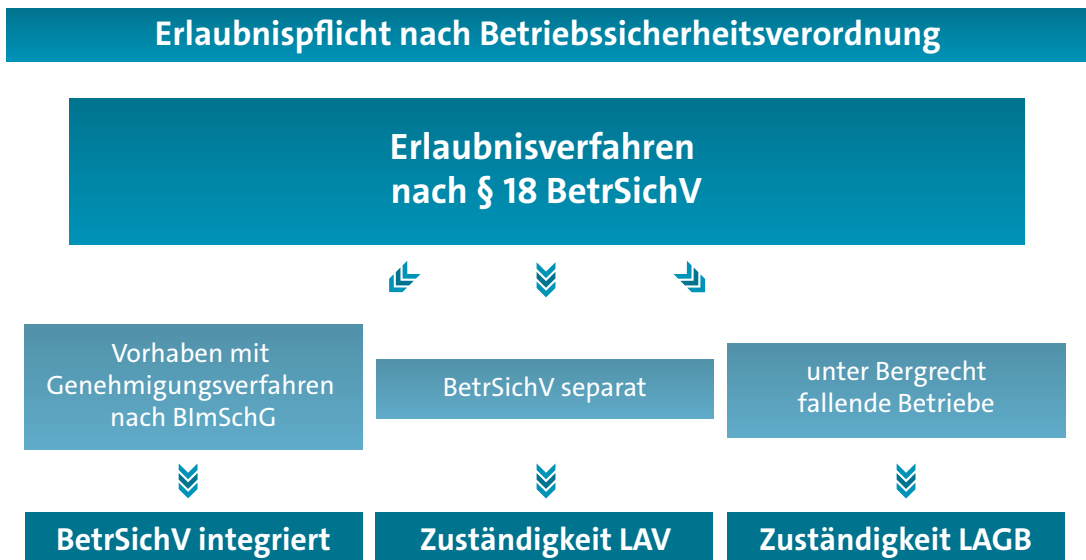 Erlaubnispflicht nach Betriebssicherheitsverordnung
Erlaubnisverfahren
nach § 18 BetrSichV
Vorhaben mit
Genehmigungsverfahren
nach BImSchG
BetrSichV separat
unter Bergrecht
fallende Betriebe
BetrSichV integriert
Zuständigkeit LAV
Zuständigkeit LAGB